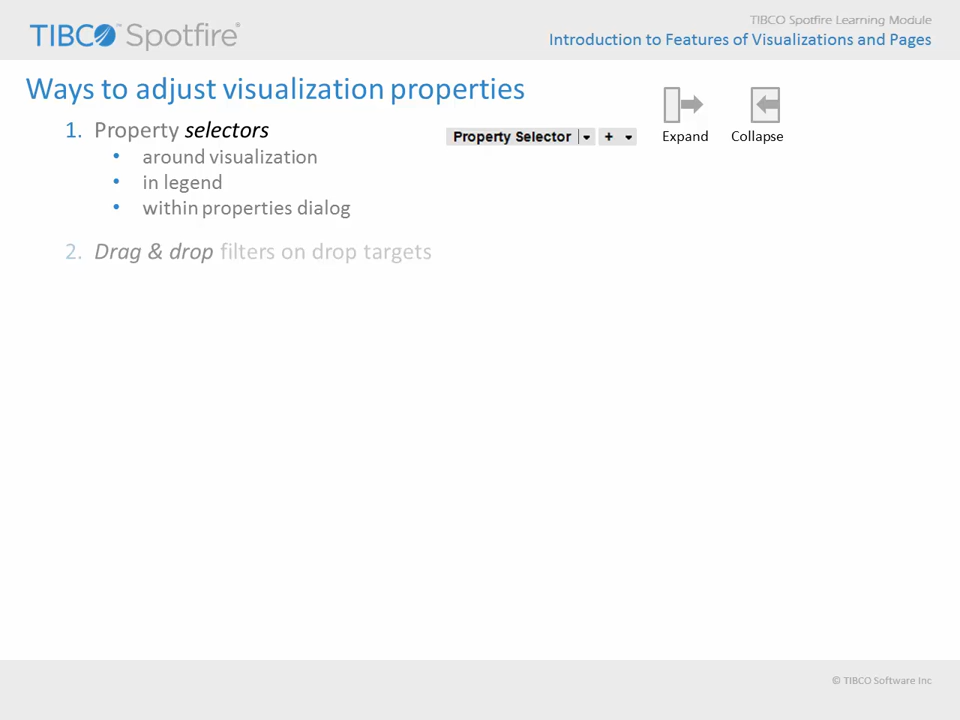 TIBCO™ Spotfire®
TIBCO Spotfire Learning Module
Introduction to Features of Visualizations and Pages
Ways to adjust visualization properties
1. Property selectors
Property Selector
+
Expand
Collapse
• around visualization
• in legend
• within properties dialog
2. Drag & drop filters on drop targets
© TIBCO Software Inc